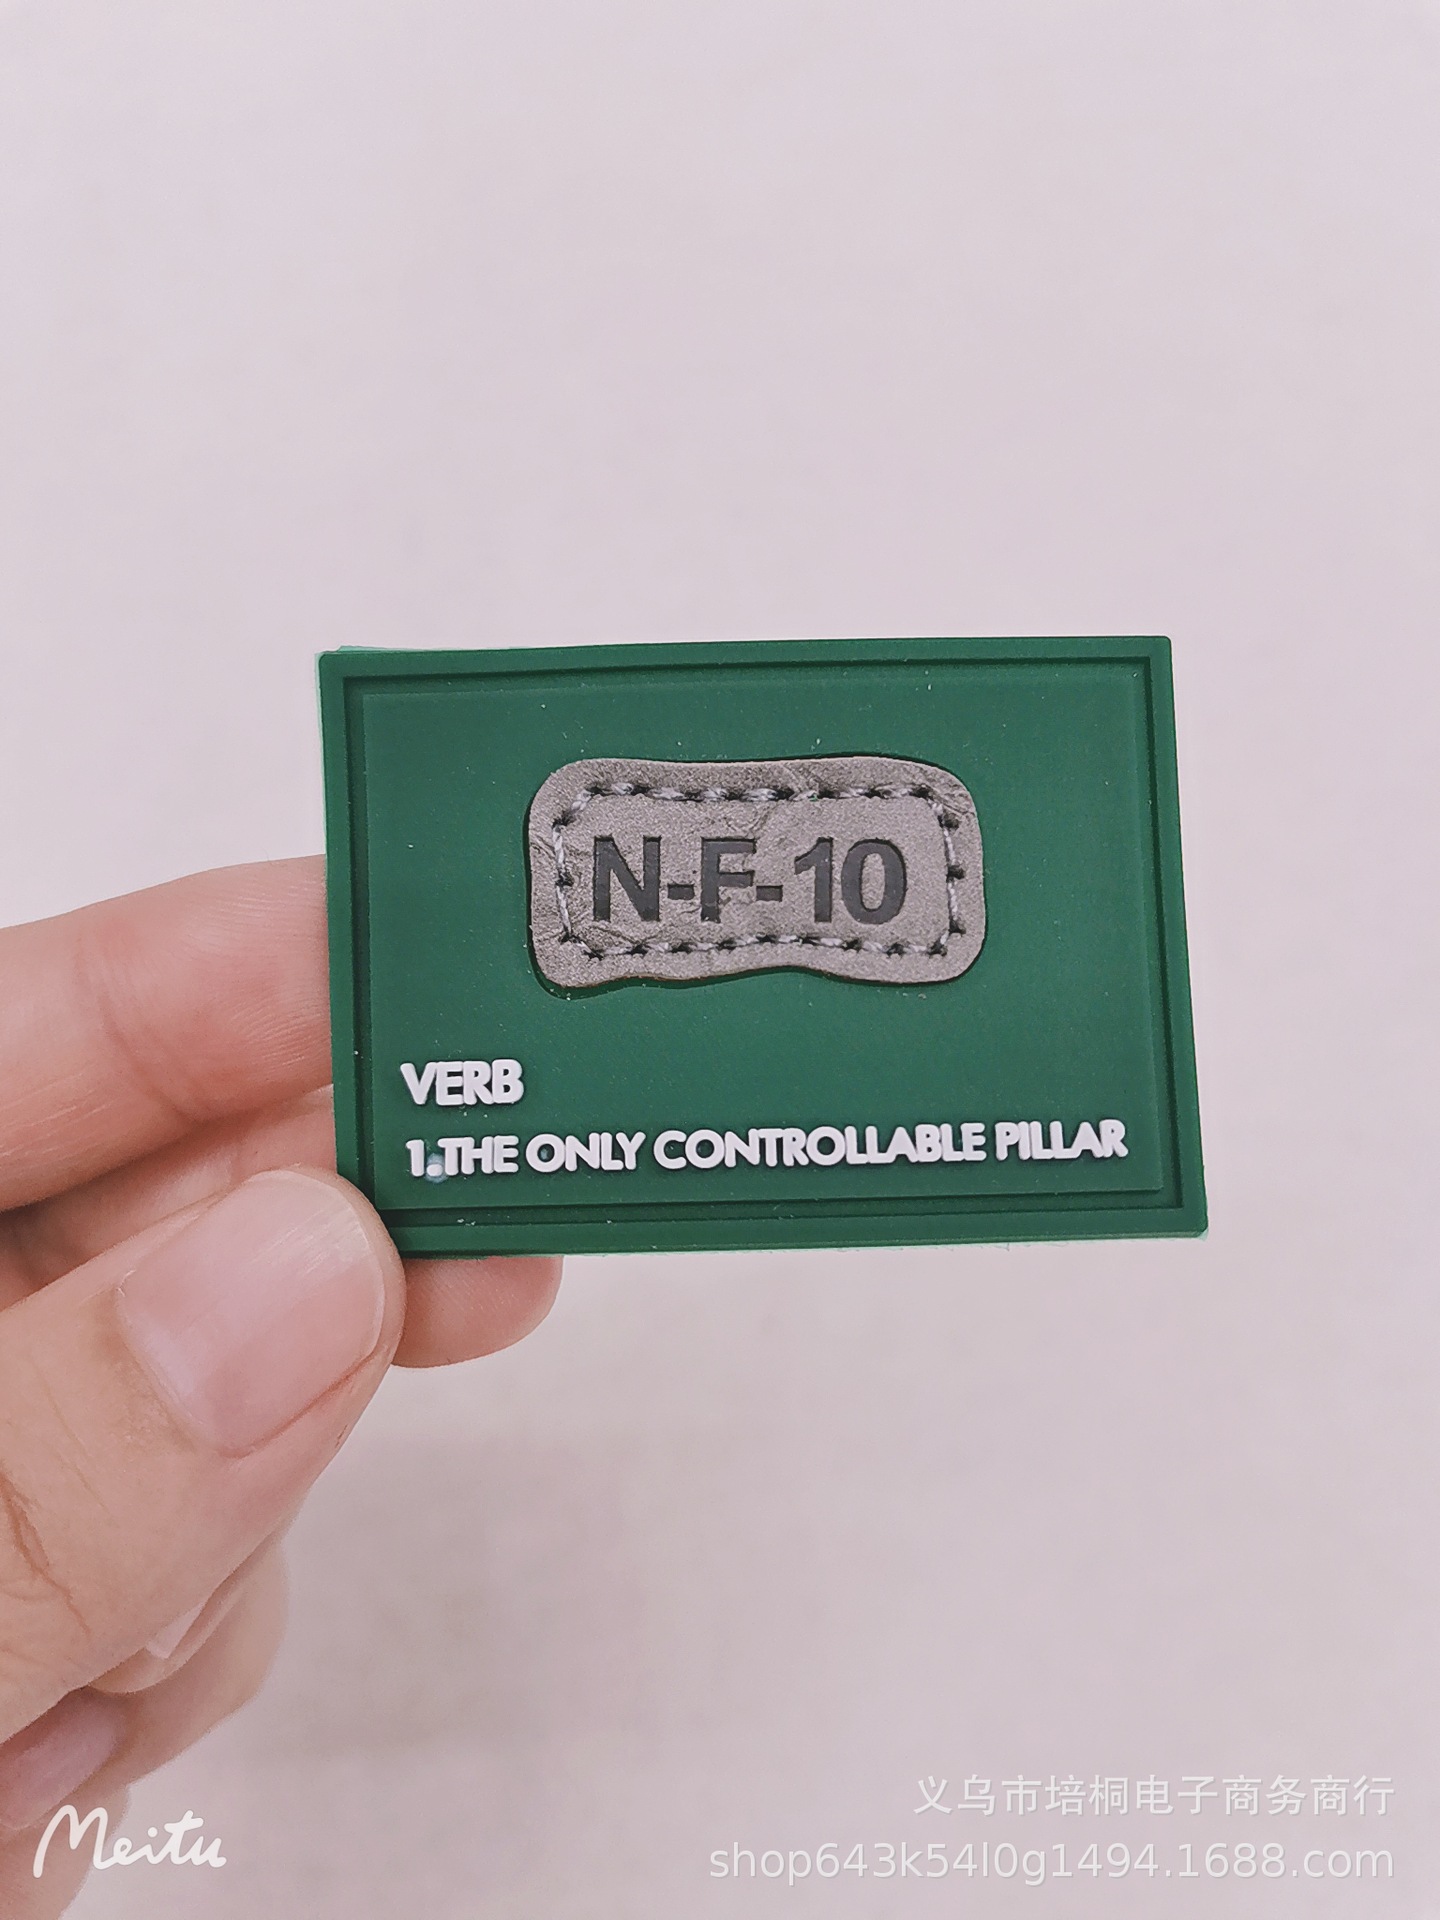 N-F-10
VERB
1.THE ONLY CONTROLLABLE PILLAR
义乌市培桐电子商务商行
Meitu
shop643k54l0g1494.1688.com